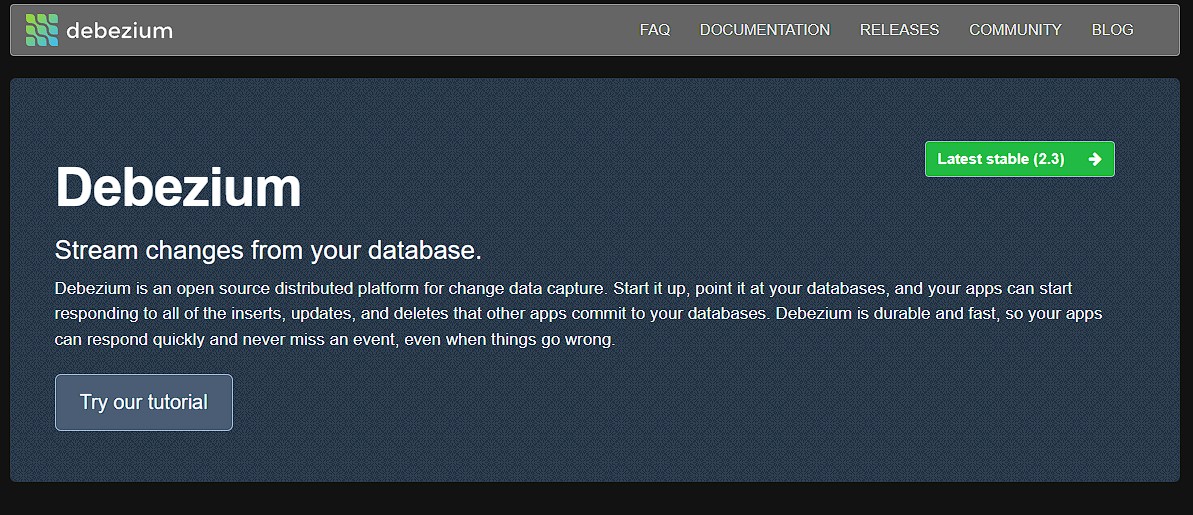 debezium
FAQ DOCUMENTATION RELEASES COMMUNITY BLOG
Latest stable (2.3)
Debezium
Stream changes from your database.
Debezium is an open source distributed platform for change data capture. Start it up, point it at your databases, and your apps can start
responding to all of the inserts, updates, and deletes that other apps commit to your databases. Debezium is durable and fast, so your apps
can respond quickly and never miss an event, even when things go wrong.
Try our tutorial